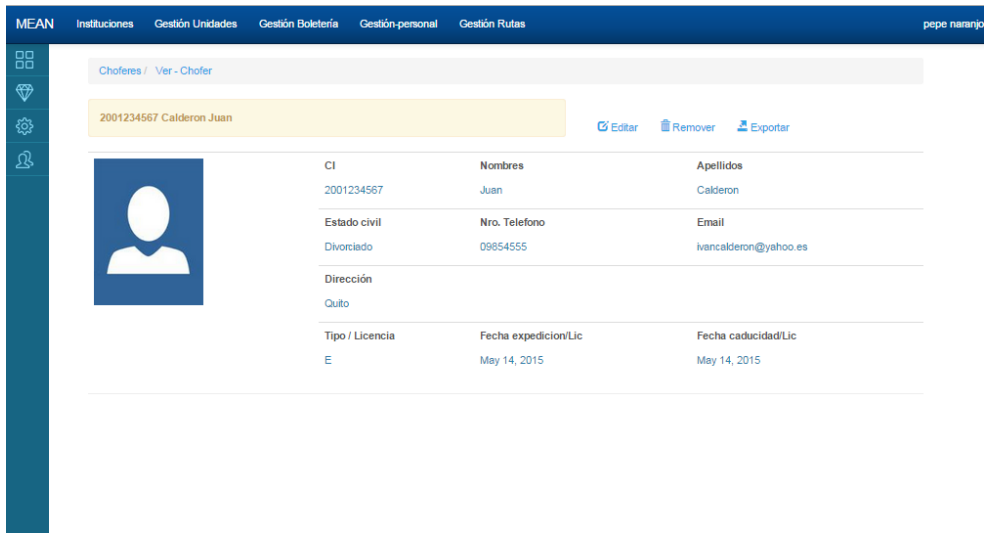 MEAN Instituciones Gestión Unidades Gestión Boletería Gestión-personal Gestión Rutas pepe naranjo
Choferes / Ver - Chofer
2001234567 Calderon Juan
Editar Remover Exportar
CI Nombres Apellidos
2001234567 Juan Calderon
Estado civil Nro. Telefono Email
Divorciado 09854555 ivancalderon@yahoo.es
Dirección
Quito
Tipo / Licencia Fecha expedicion/Lic Fecha caducidad/Lic
E May 14, 2015 May 14, 2015